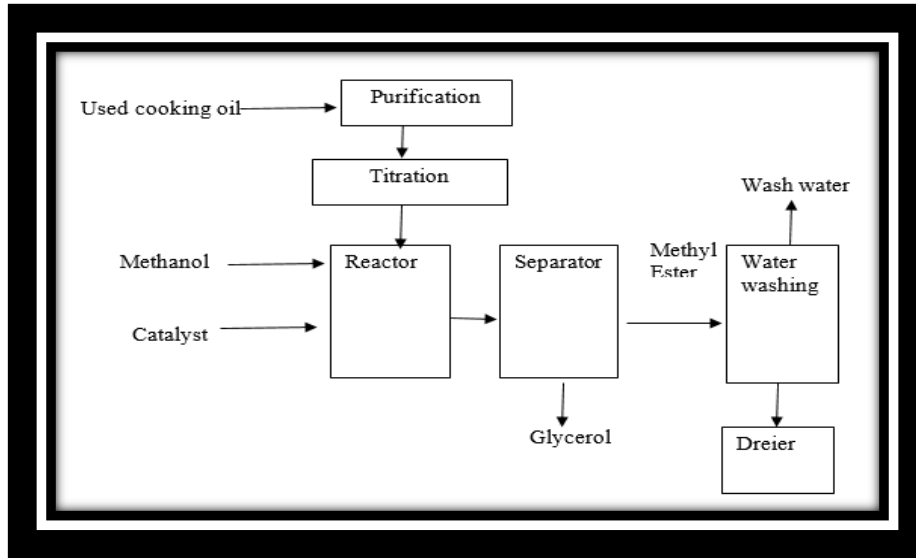 Purification
Used cooking oil
Titration
Wash water
Methanol
Reactor
Separator
Methyl
Ester
Water
washing
Catalyst
Glycerol
Dreier